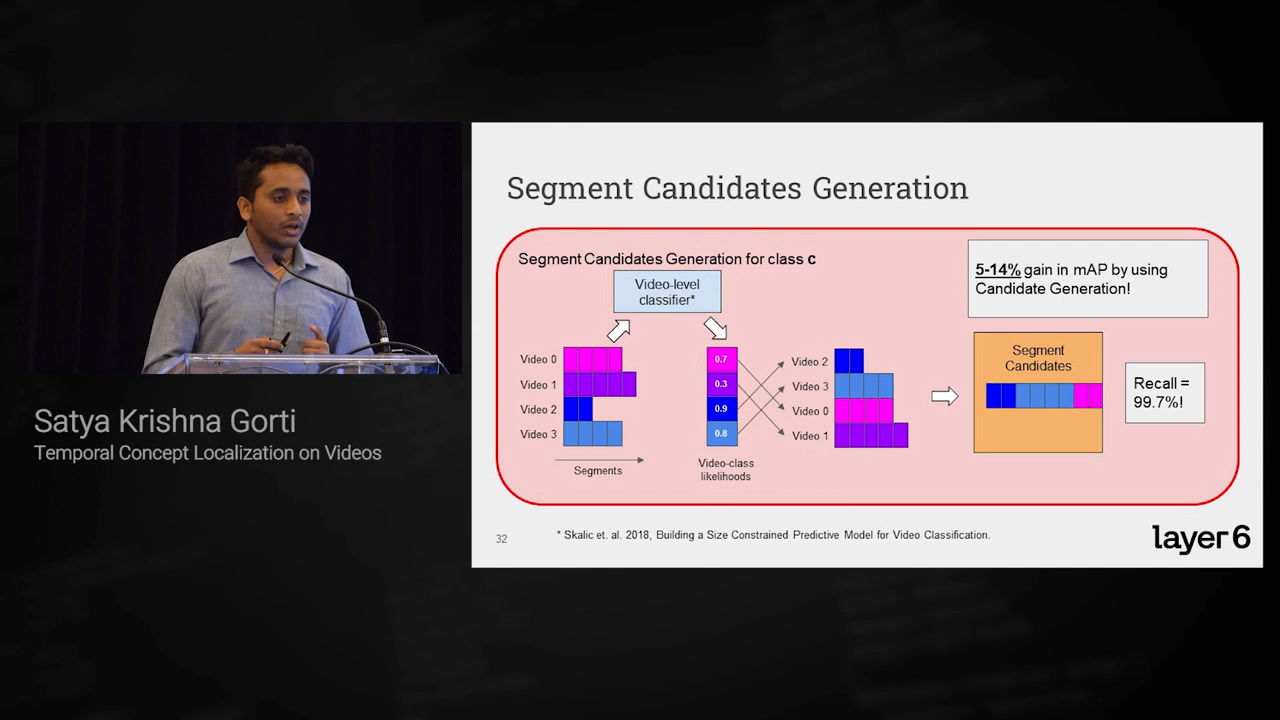 Segment Candidates Generation
Segment Candidates Generation for class c
Video-level
classifier*
5-14% gain in mAP by using
Candidate Generation!
Video 0
Video 1
Video 2
Video 3
Segments
0.7
0.3
0.9
0.8
Video-class
likelihoods
Video 2
Video 3
Video 0
Video 1
Segment
Candidates
Recall =
99.7%!
32
* Skalic et. al. 2018, Building a Size Constrained Predictive Model for Video Classification.
layer 6
Satya Krishna Gorti
Temporal Concept Localization on Videos